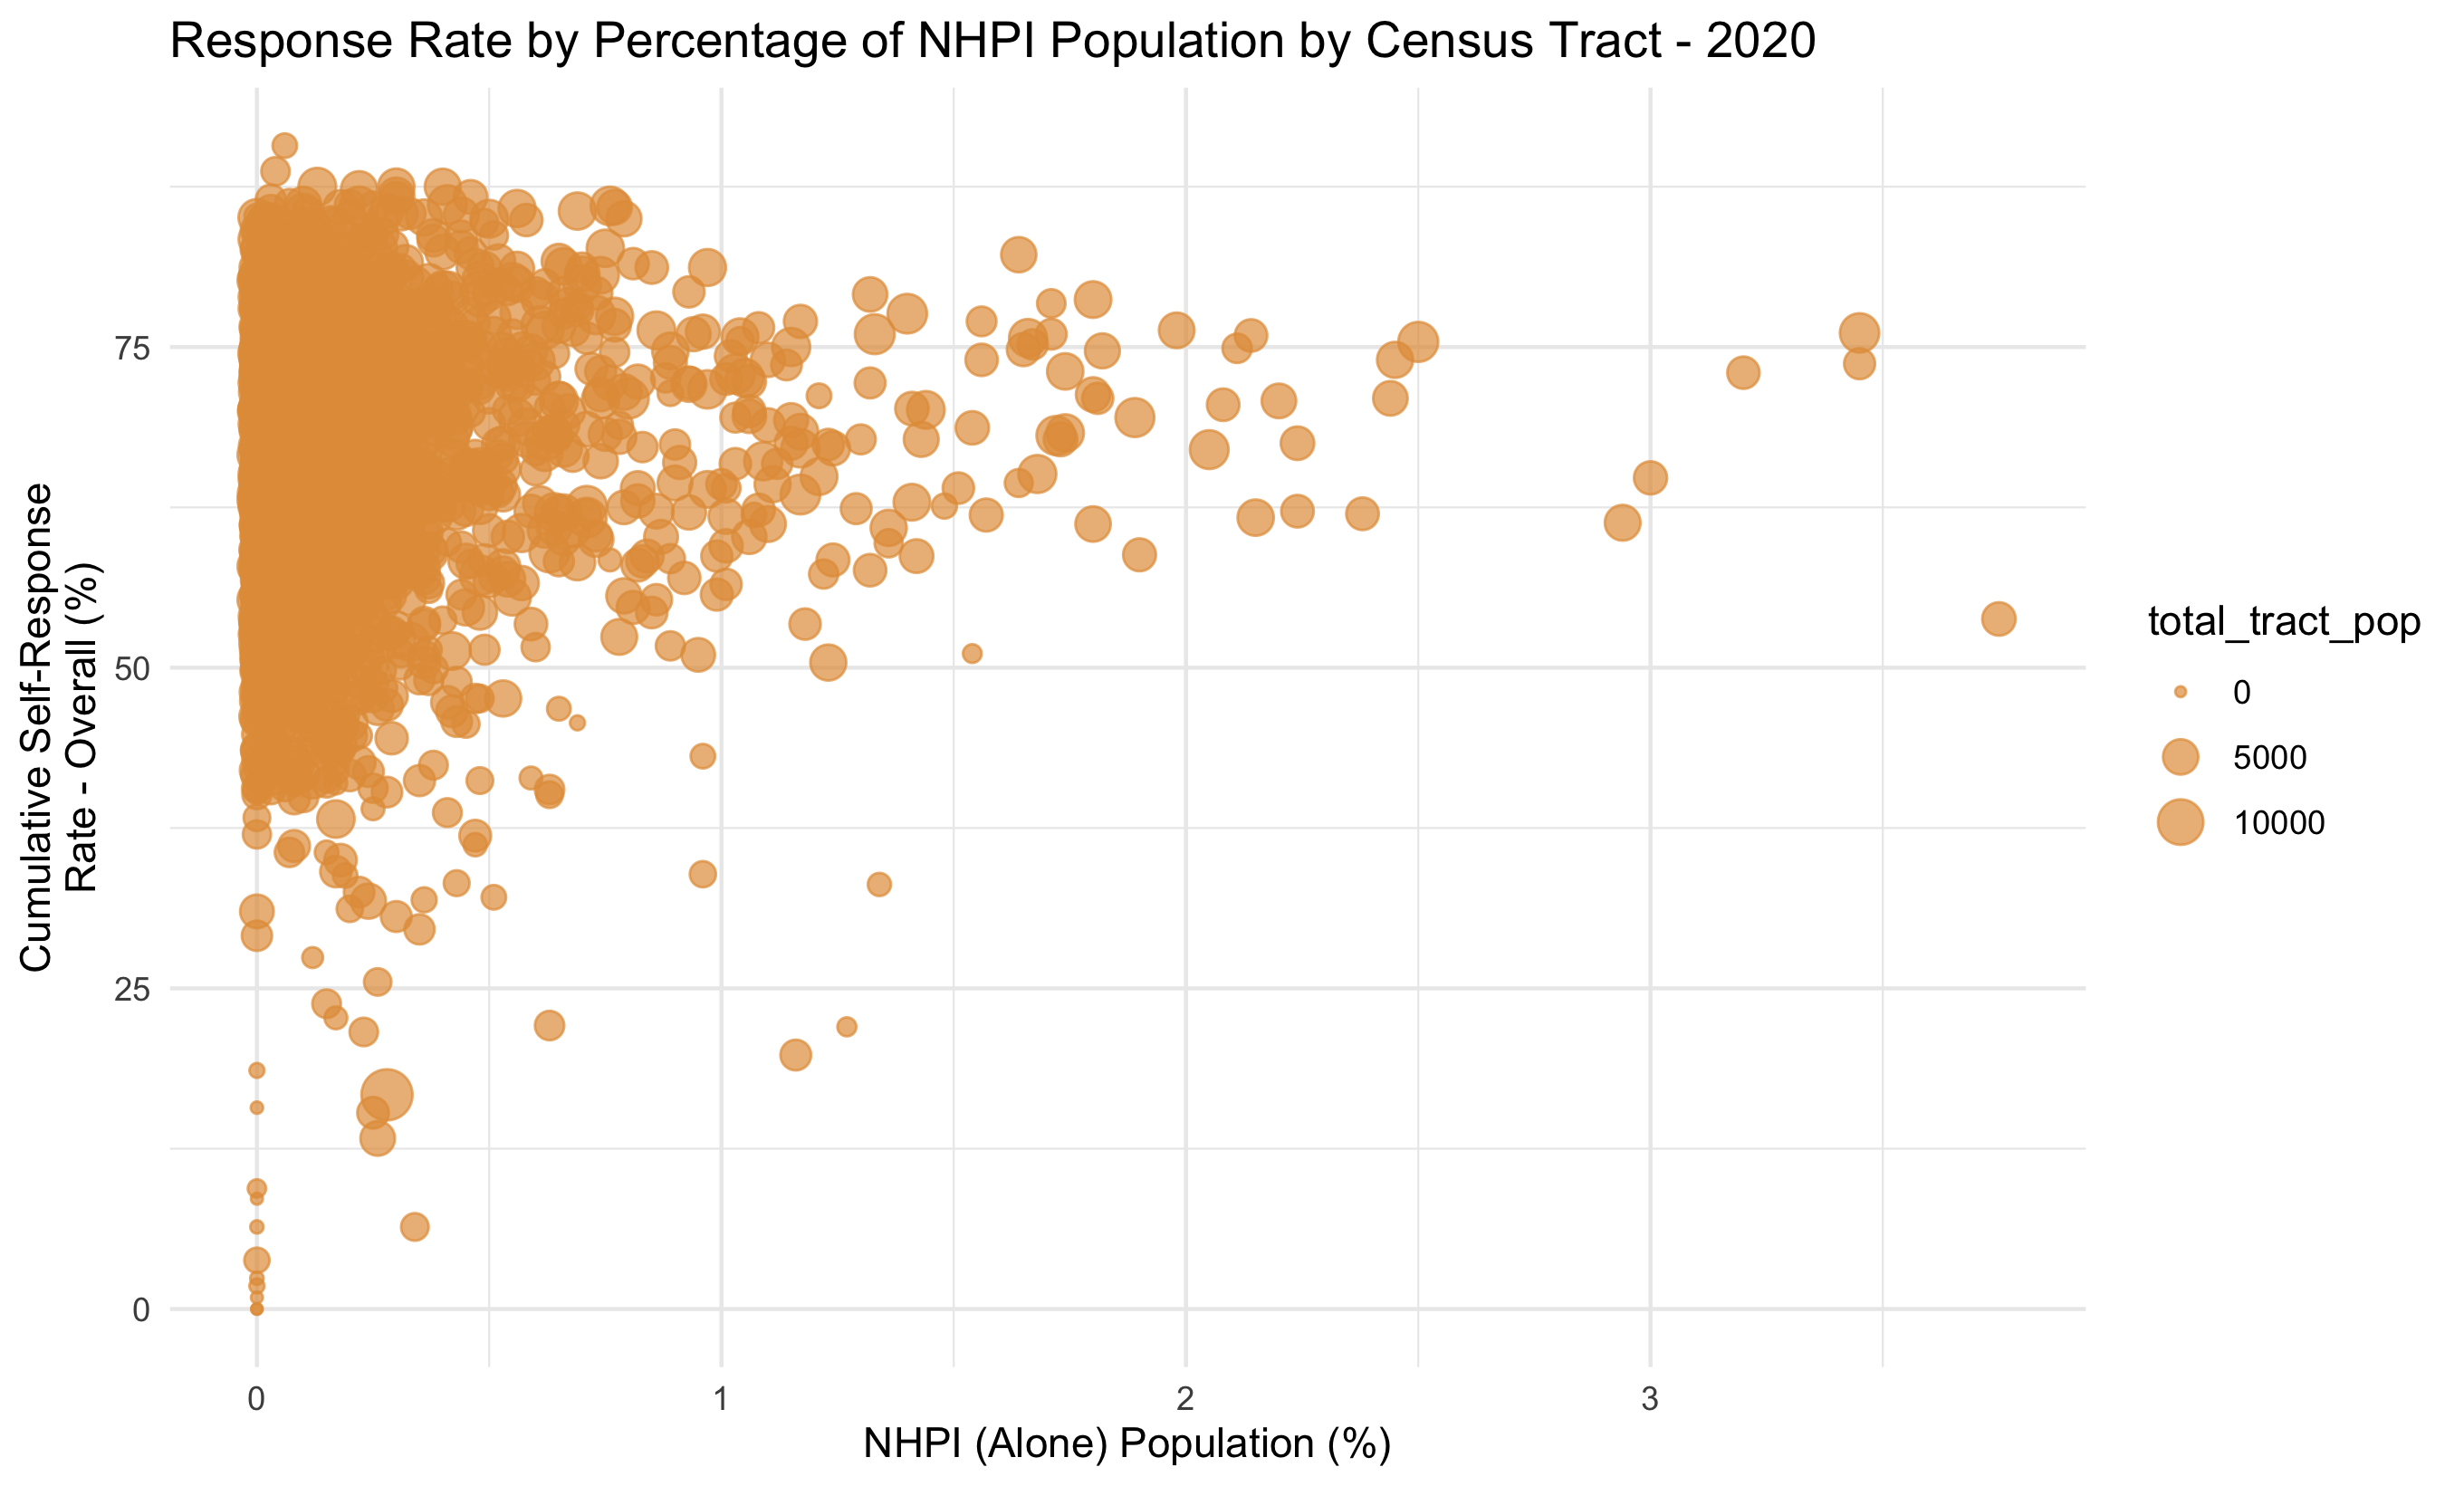 Response Rate by Percentage of NHPI Population by Census Tract - 2020
Cumulative Self-Response
Rate - Overall (%)
75
50
25
0
0
1
2
3
NHPI (Alone) Population (%)
total_tract_pop
0
5000
10000